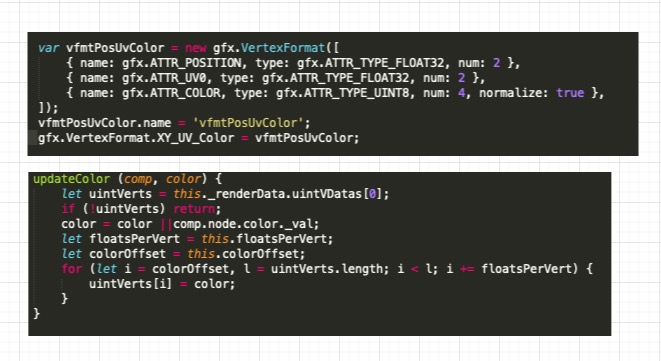 var vfmtPosUvColor = new gfx.VertexFormat([
    { name: gfx.ATTR_POSITION, type: gfx.ATTR_TYPE_FLOAT32, num: 2 },
    { name: gfx.ATTR_UV0, type: gfx.ATTR_TYPE_FLOAT32, num: 2 },
    { name: gfx.ATTR_COLOR, type: gfx.ATTR_TYPE_UINT8, num: 4, normalize: true },
]);
vfmtPosUvColor.name = 'vfmtPosUvColor';
gfx.VertexFormat.XY_UV_Color = vfmtPosUvColor;
updateColor (comp, color) {
    let uintVerts = this._renderData.uintVDatas[0];
    if (!uintVerts) return;
    color = color ||comp.node.color._val;
    let floatsPerVert = this.floatsPerVert;
    let colorOffset = this.colorOffset;
    for (let i = colorOffset, l = uintVerts.length; i < l; i += floatsPerVert) {
        uintVerts[i] = color;
    }
}